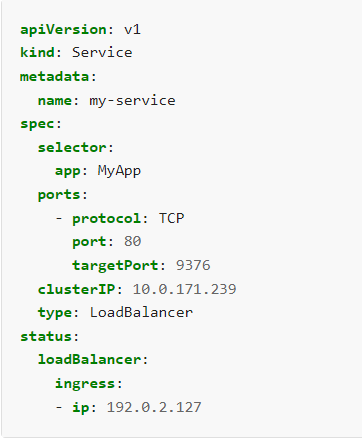 apiVersion: v1
kind: Service
metadata:
  name: my-service
spec:
  selector:
    app: MyApp
  ports:
    - protocol: TCP
      port: 80
      targetPort: 9376
  clusterIP: 10.0.171.239
  type: LoadBalancer
status:
  loadBalancer:
    ingress:
    - ip: 192.0.2.127